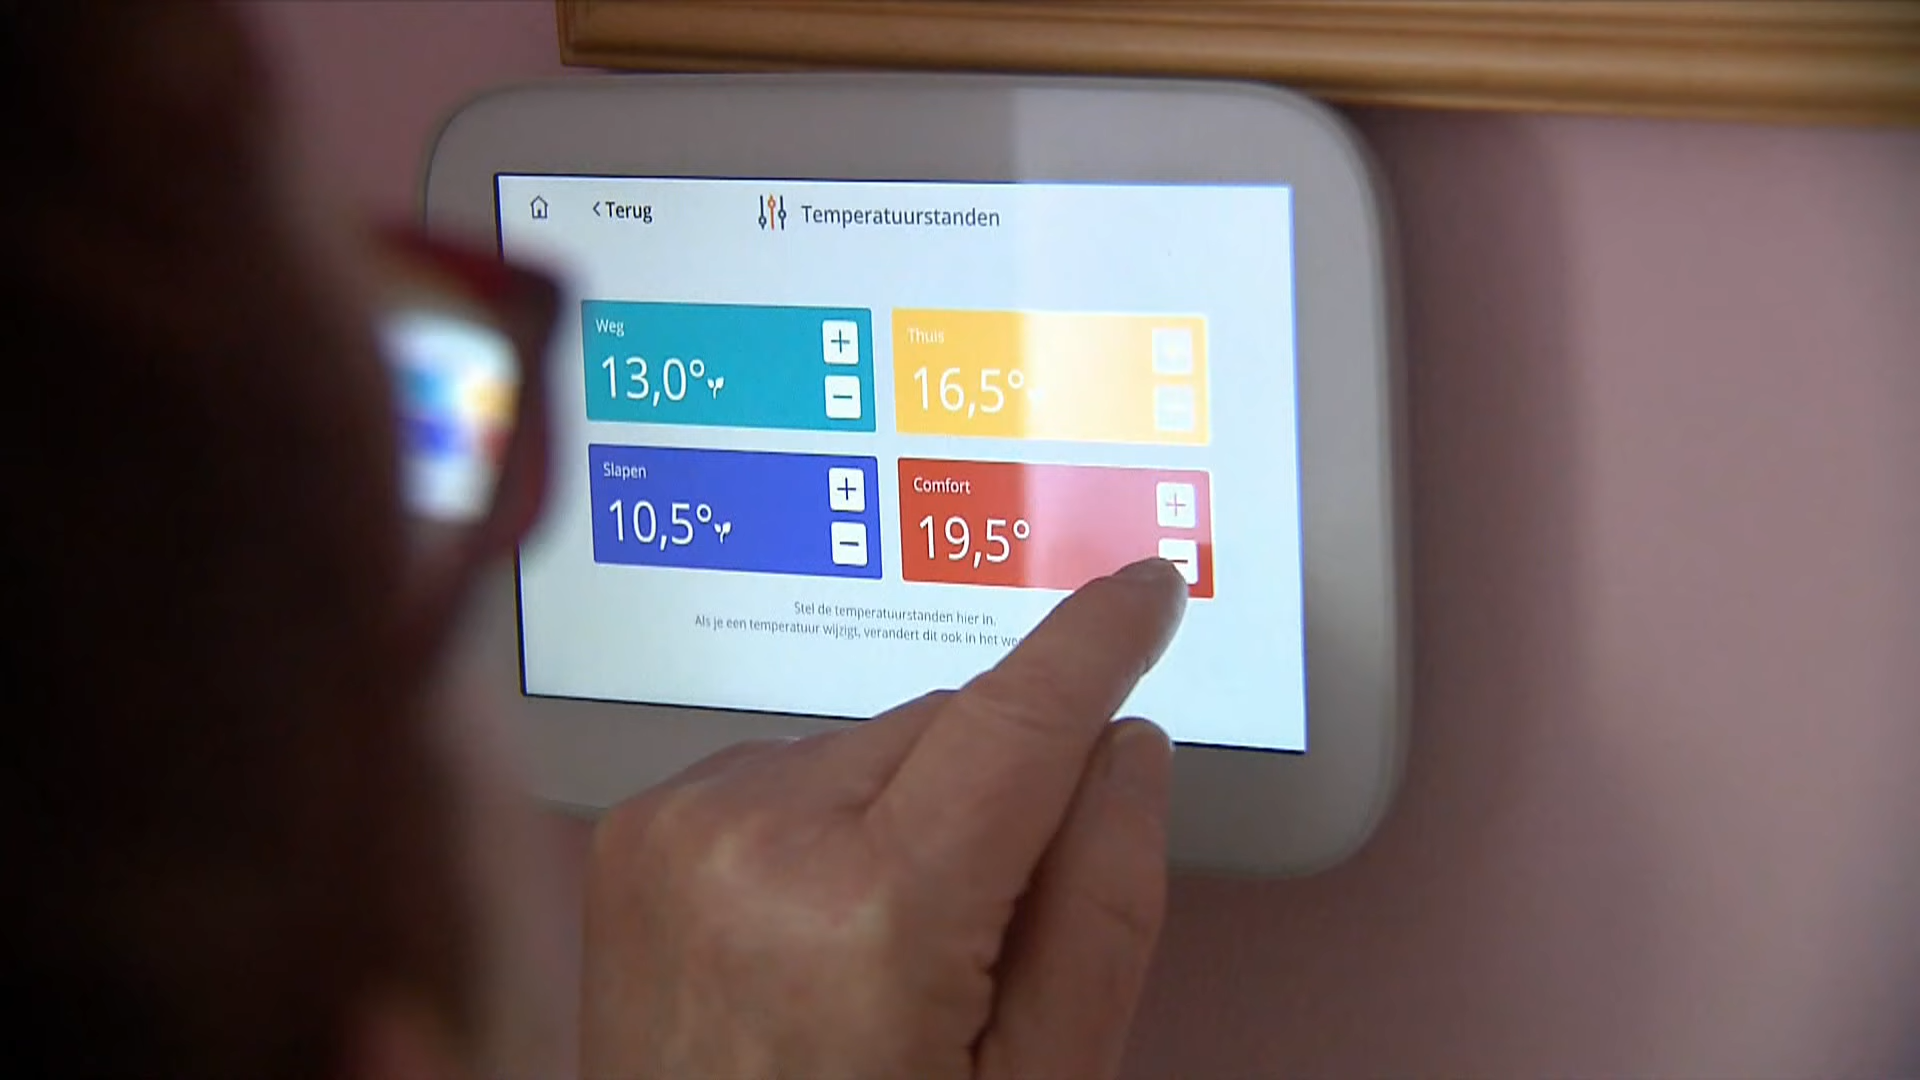 < Terug
Temperatuurstanden
Weg
13,0°
+
−
Thuis
16,5°
Slapen
10,5°
+
−
Comfort
19,5°
+
−
Stel de temperatuurstanden hier in.
Als je een temperatuur wijzigt, verandert dit ook in het